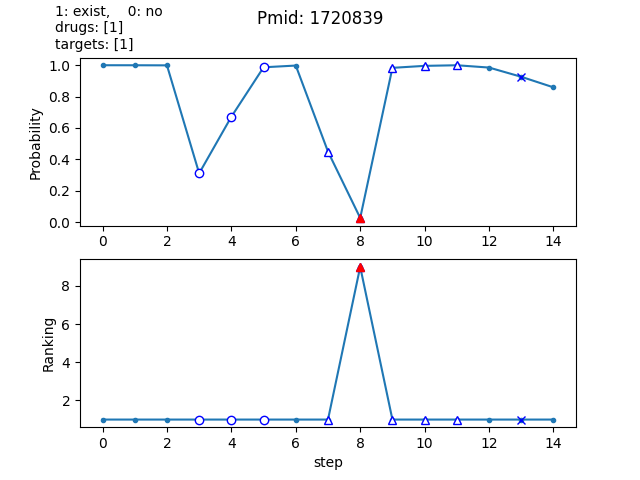 1: exist,    0: no
drugs: [1]
targets: [1]
Pmid: 1720839
Probability
1.0
0.8
0.6
0.4
0.2
0.0
0 2 4 6 8 10 12 14
Ranking
8
6
4
2
0 2 4 6 8 10 12 14
step